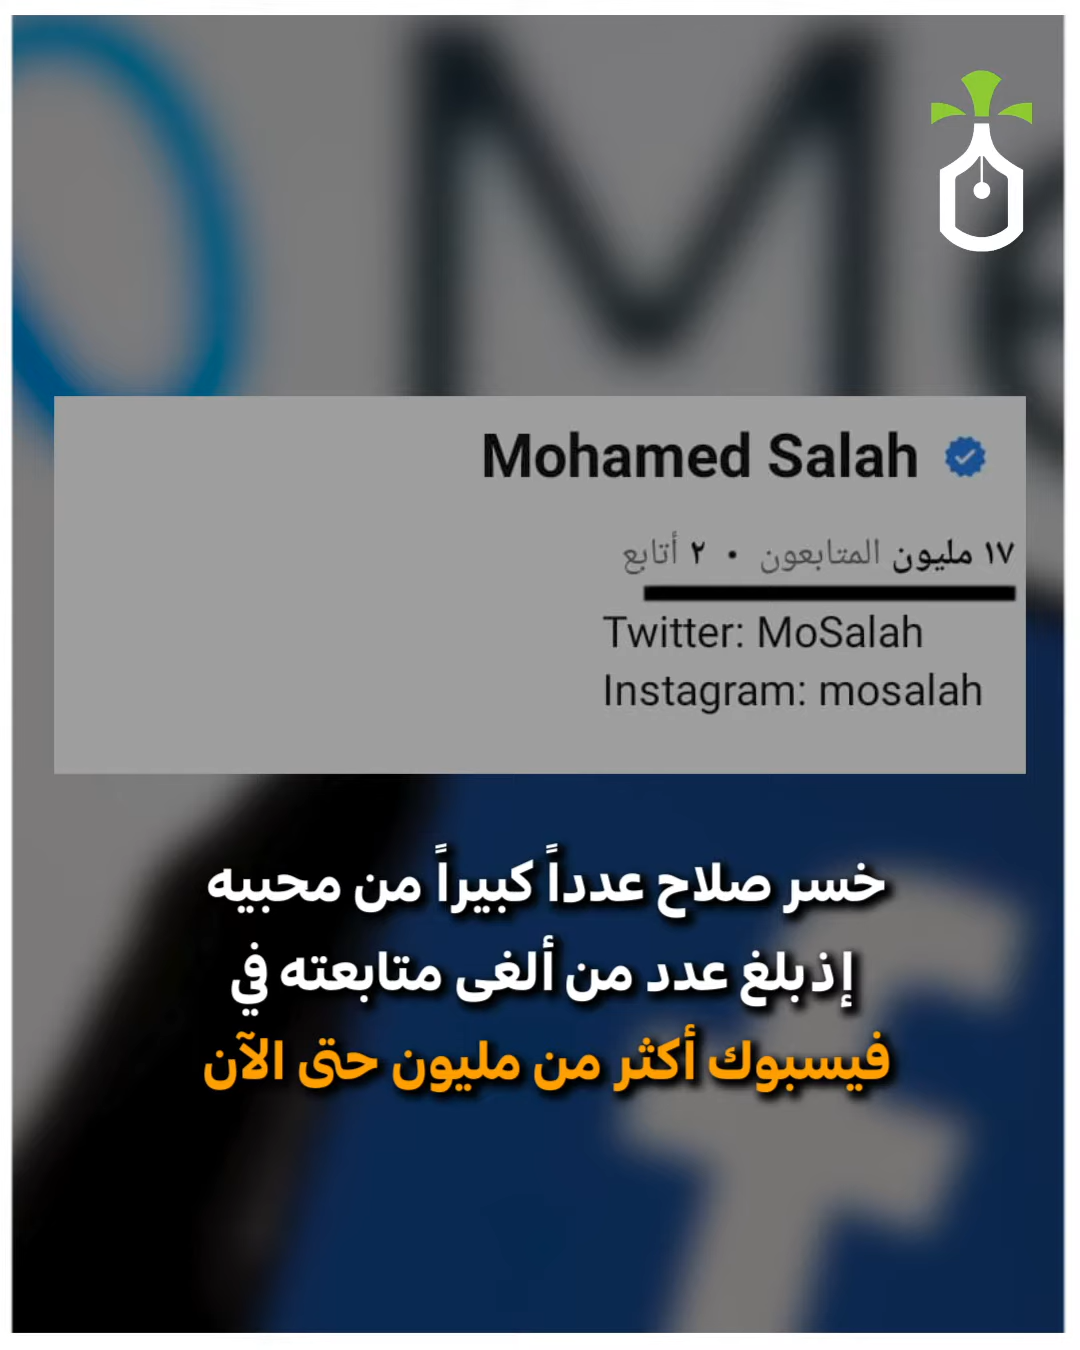 Me
Mohamed Salah
١٧ مليون المتابعون • ٢ أتابع
Twitter: MoSalah
Instagram: mosalah
خسر صلاح عدداً كبيراً من محبيه
إذ بلغ عدد من ألغى متابعته في
فيسبوك أكثر من مليون حتى الآن
f